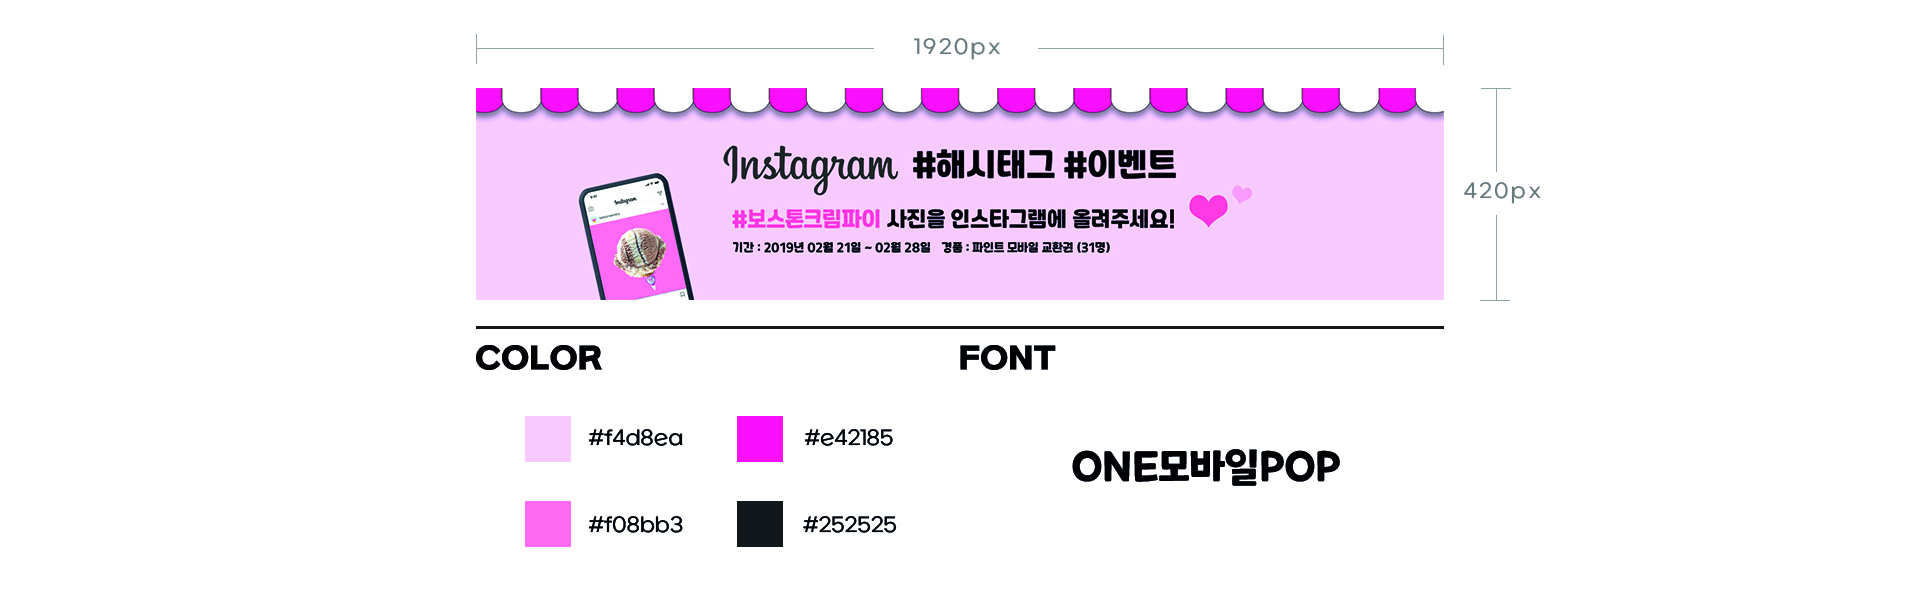 1920px
Instagram #해시태그 #이벤트
#보스톤크림파이 사진을 인스타그램에 올려주세요!
기간 : 2019년 02월 21일 ~ 02월 28일 경품 : 파인트 모바일 교환권 (31명)
Instagram
420px
COLOR
FONT
#f4d8ea
#e42185
ONE모바일POP
#f08bb3
#252525